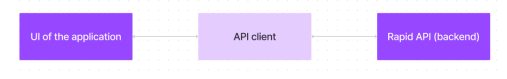 UI of the application
API client
Rapid API (backend)